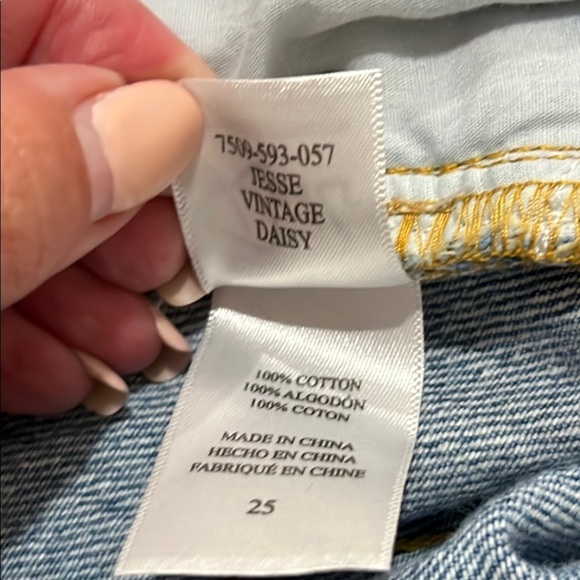 7509-593-057
JESSE
VINTAGE
DAISY
100% COTTON
100% ALGODÓN
100% COTON
MADE IN CHINA
HECHO EN CHINA
FABRIQUÉ EN CHINE
25